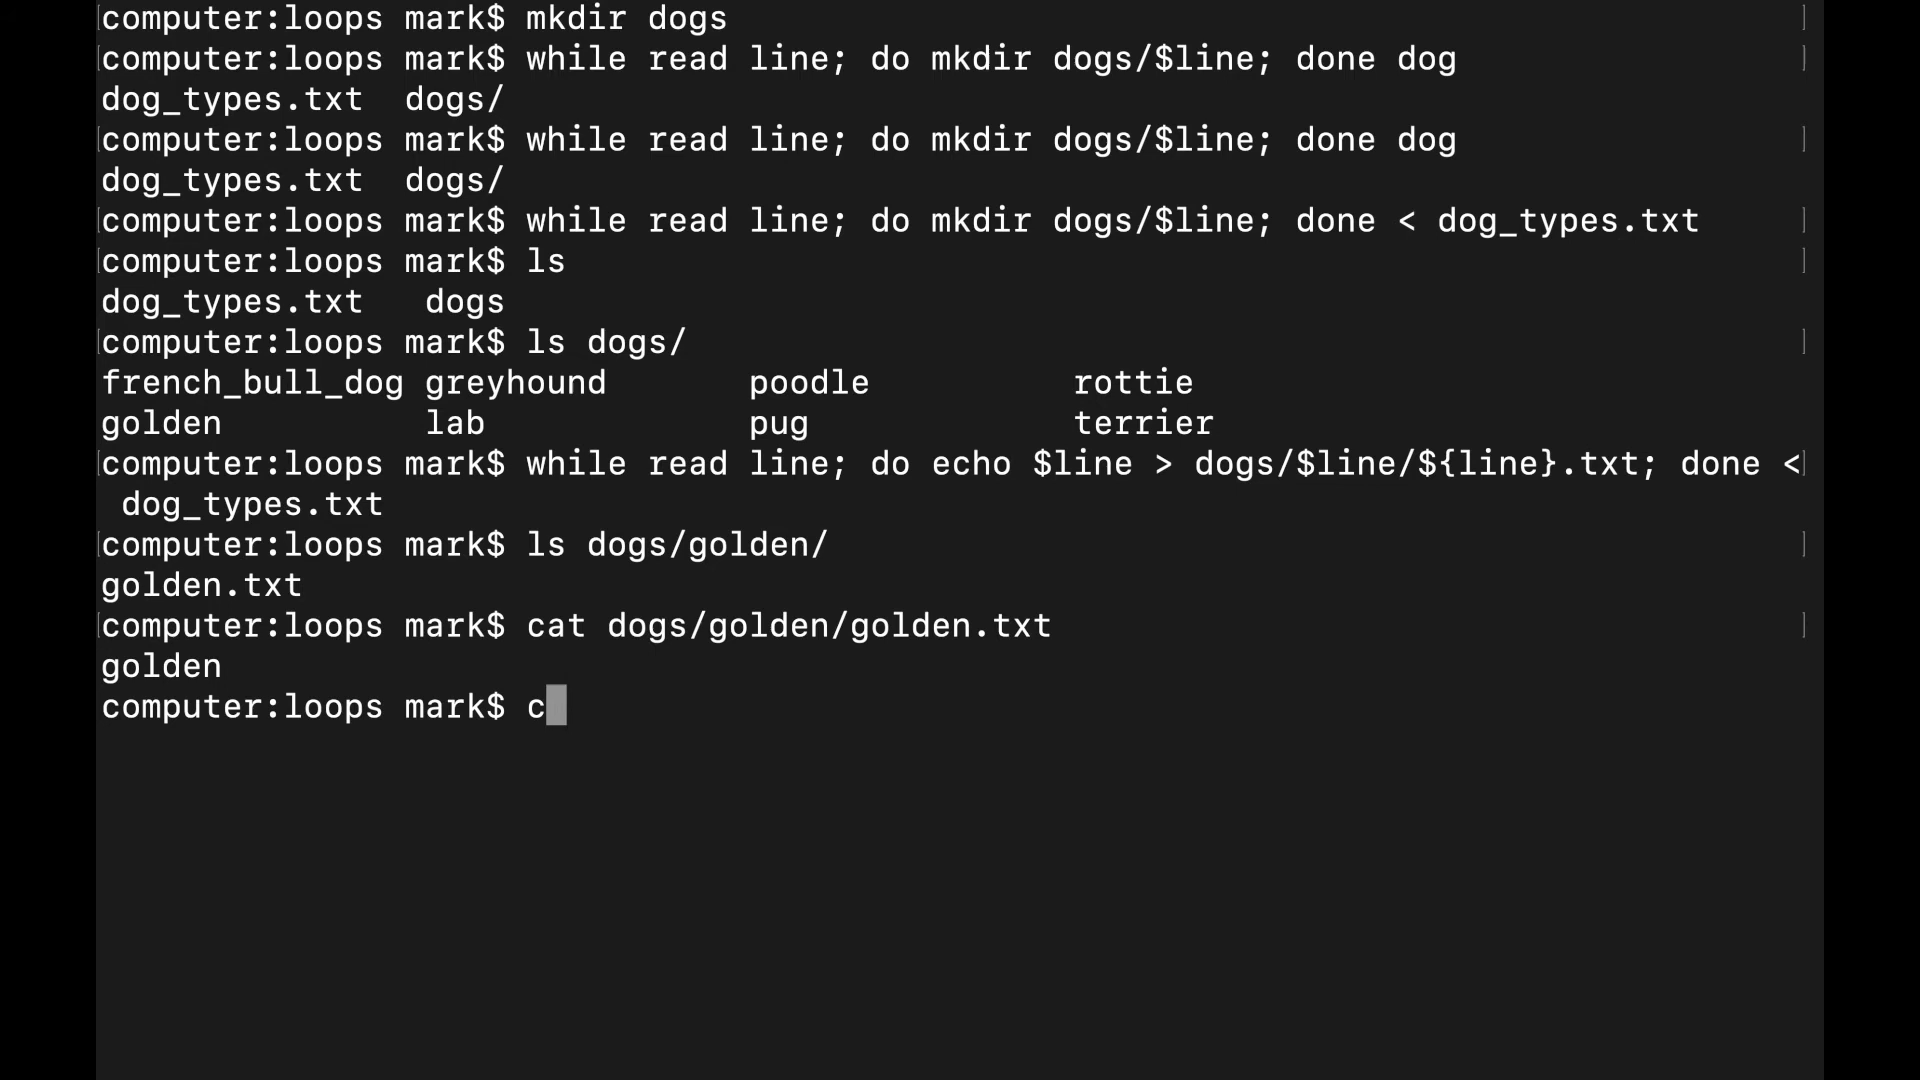 computer:loops mark$ mkdir dogs
computer:loops mark$ while read line; do mkdir dogs/$line; done dog
dog_types.txt  dogs/
computer:loops mark$ while read line; do mkdir dogs/$line; done dog
dog_types.txt  dogs/
computer:loops mark$ while read line; do mkdir dogs/$line; done < dog_types.txt
computer:loops mark$ ls
dog_types.txt   dogs
computer:loops mark$ ls dogs/
french_bull_dog greyhound       poodle          rottie
golden          lab             pug             terrier
computer:loops mark$ while read line; do echo $line > dogs/$line/${line}.txt; done <
 dog_types.txt
computer:loops mark$ ls dogs/golden/
golden.txt
computer:loops mark$ cat dogs/golden/golden.txt
golden
computer:loops mark$ c